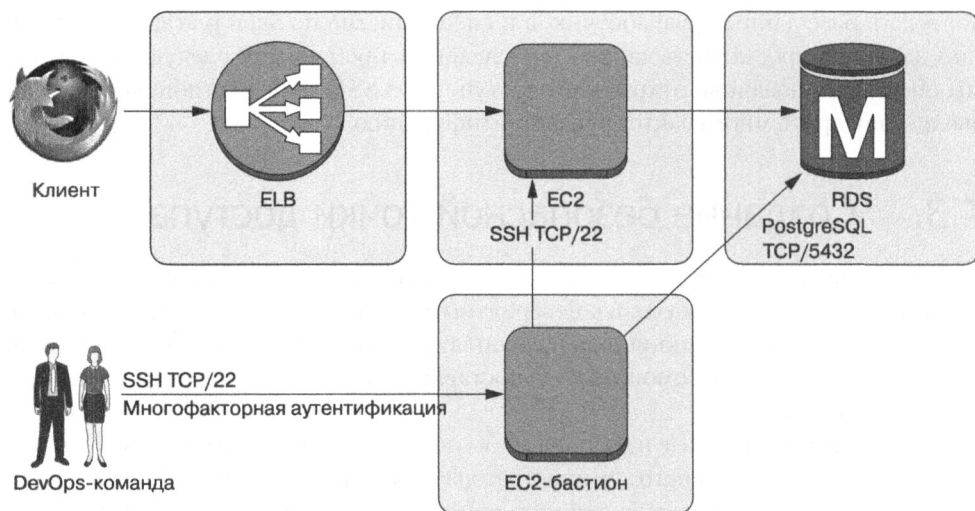 Клиент
ELB
EC2
SSH TCP/22
M
RDS
PostgreSQL
TCP/5432
SSH TCP/22
Многофакторная аутентификация
DevOps-команда
EC2-бастион